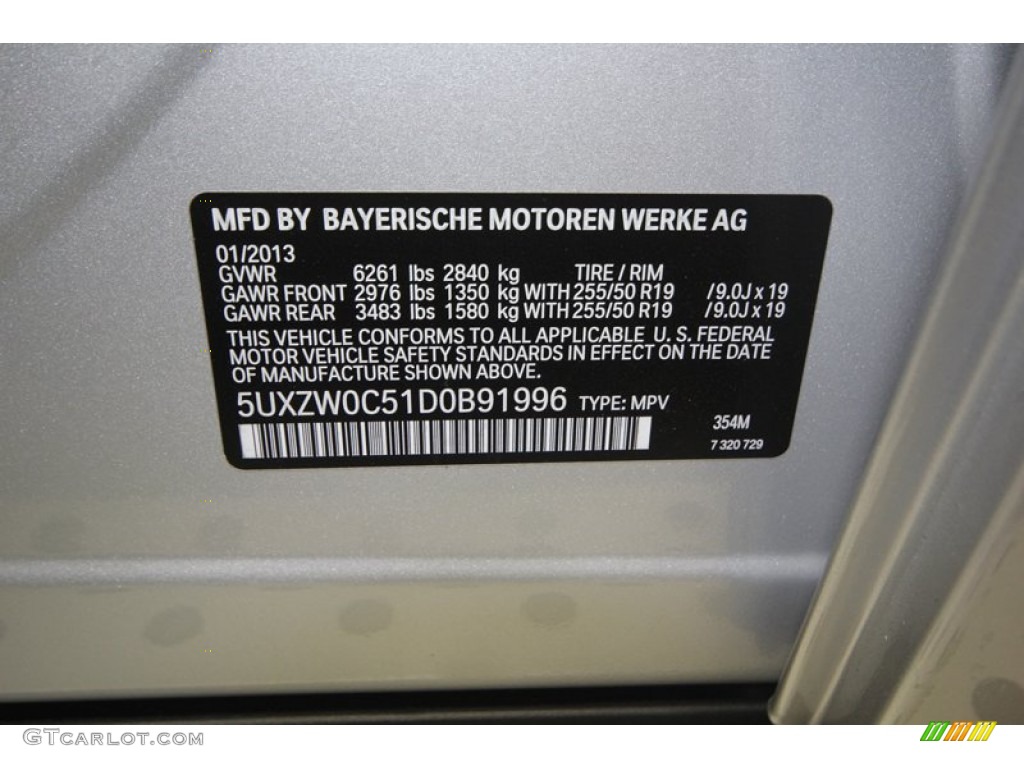 MFD BY BAYERISCHE MOTOREN WERKE AG
01/2013
GVWR 6261 lbs 2840 kg TIRE / RIM
GAWR FRONT 2976 lbs 1350 kg WITH 255/50 R19 /9.0J x 19
GAWR REAR 3483 lbs 1580 kg WITH 255/50 R19 /9.0J x 19
THIS VEHICLE CONFORMS TO ALL APPLICABLE U. S. FEDERAL
MOTOR VEHICLE SAFETY STANDARDS IN EFFECT ON THE DATE
OF MANUFACTURE SHOWN ABOVE.
5UXZW0C51D0B91996 TYPE: MPV
354M
7 320 729
GTCarLot.com